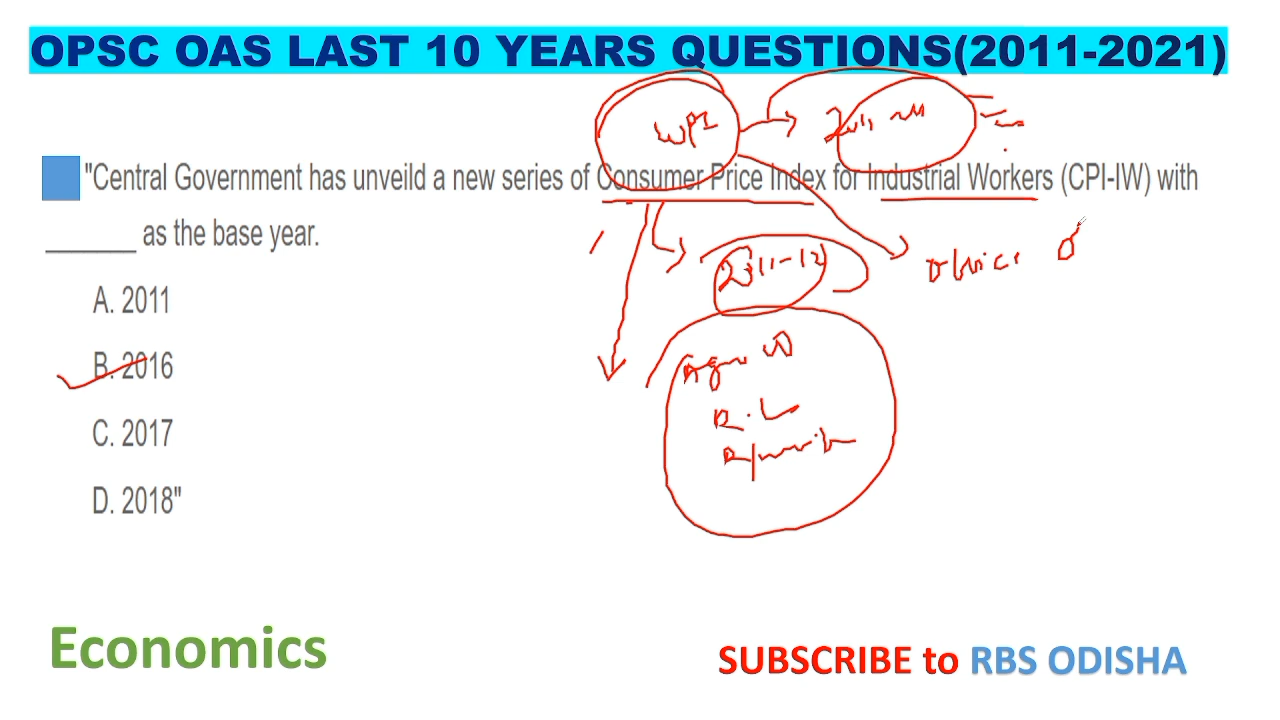 OPSC OAS LAST 10 YEARS QUESTIONS(2011-2021)
WPI
"Central Government has unveild a new series of Consumer Price Index for Industrial Workers (CPI-IW) with
_______ as the base year.
2011-12
A. 2011
B. 2016
R.L
C. 2017
D. 2018"
Economics
SUBSCRIBE to RBS ODISHA